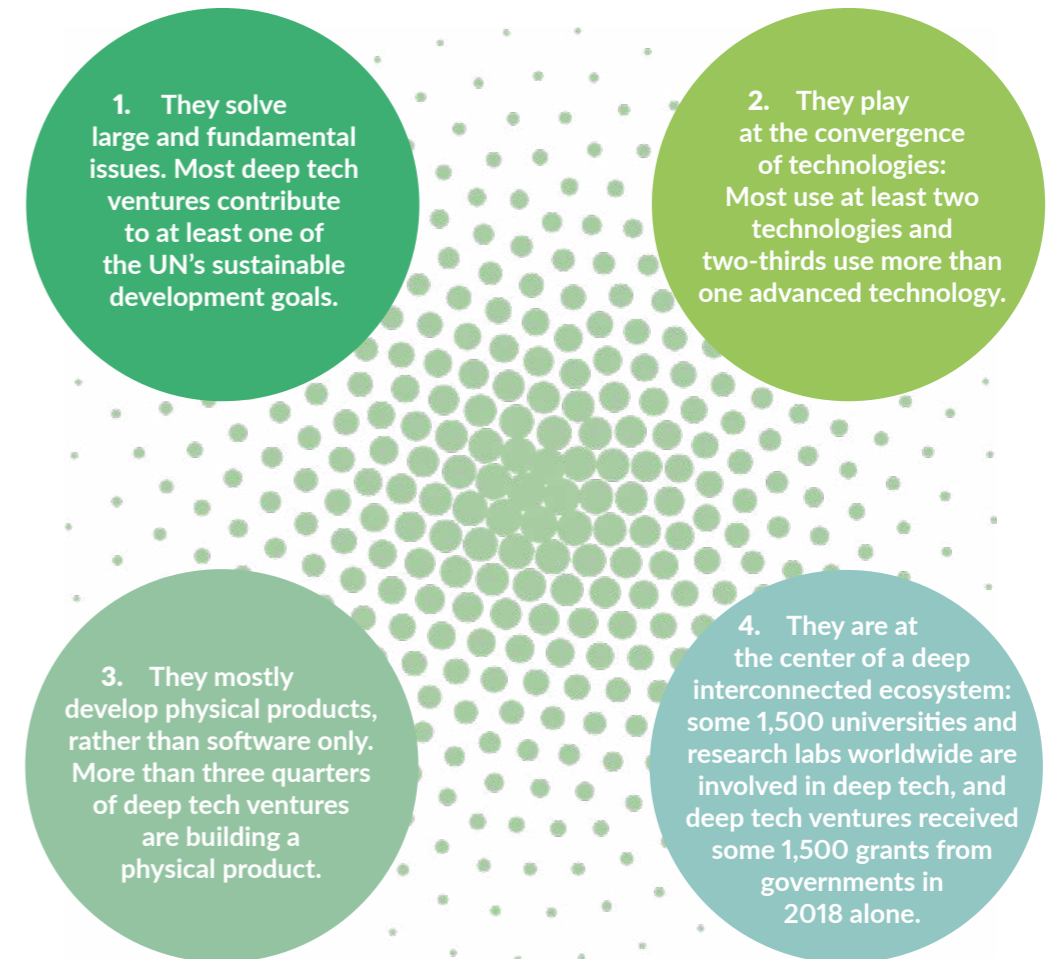 1. They solve
large and fundamental
issues. Most deep tech
ventures contribute
to at least one of
the UN’s sustainable
development goals.
2. They play
at the convergence
of technologies:
Most use at least two
technologies and
two-thirds use more than
one advanced technology.
3. They mostly
develop physical products,
rather than software only.
More than three quarters
of deep tech ventures
are building a
physical product.
4. They are at
the center of a deep
interconnected ecosystem:
some 1,500 universities and
research labs worldwide are
involved in deep tech, and
deep tech ventures received
some 1,500 grants from
governments in
2018 alone.